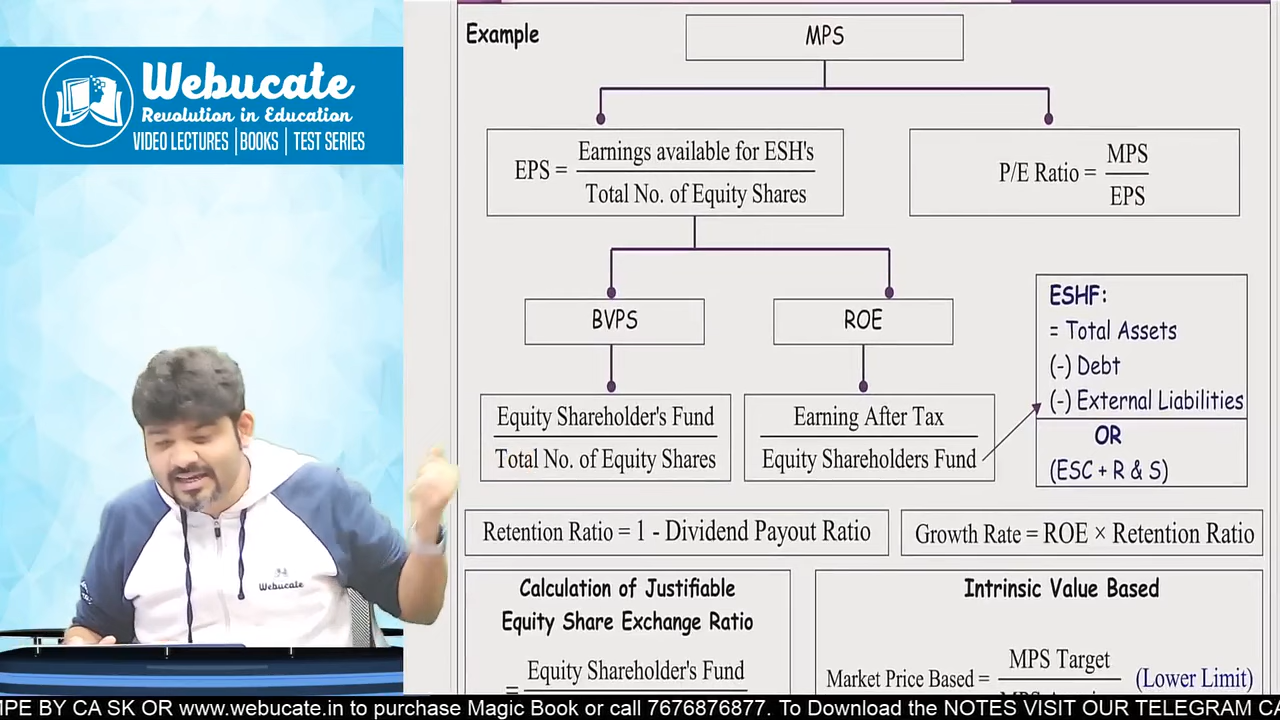 Webucate
Revolution in Education
VIDEO LECTURES | BOOKS | TEST SERIES
Example
MPS
EPS = Earnings available for ESH's
Total No. of Equity Shares
P/E Ratio = MPS
EPS
BVPS
ROE
Equity Shareholder's Fund
Total No. of Equity Shares
Earning After Tax
Equity Shareholders Fund
ESHF:
= Total Assets
(-) Debt
(-) External Liabilities
OR
(ESC + R & S)
Retention Ratio = 1 - Dividend Payout Ratio
Growth Rate = ROE × Retention Ratio
Calculation of Justifiable
Equity Share Exchange Ratio
= Equity Shareholder's Fund
Intrinsic Value Based
Market Price Based = MPS Target (Lower Limit)
Webucate
MPE BY CA SK OR www.webucate.in to purchase Magic Book or call 7676876877. To Download the NOTES VISIT OUR TELEGRAM CA